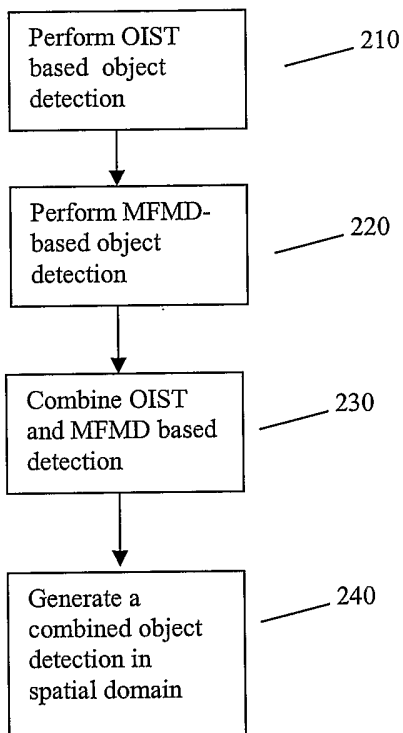 Perform OIST
based object
detection
210
Perform MFMD-
based object
detection
220
Combine OIST
and MFMD based
detection
230
Generate a
combined object
detection in
spatial domain
240